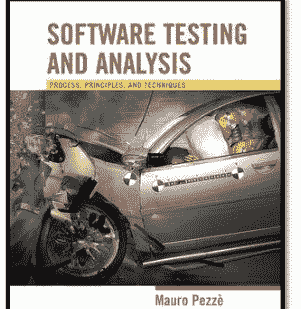 SOFTWARE TESTING
AND ANALYSIS
PROCESS, PRINCIPLES, AND TECHNIQUES
Mauro Pezzè